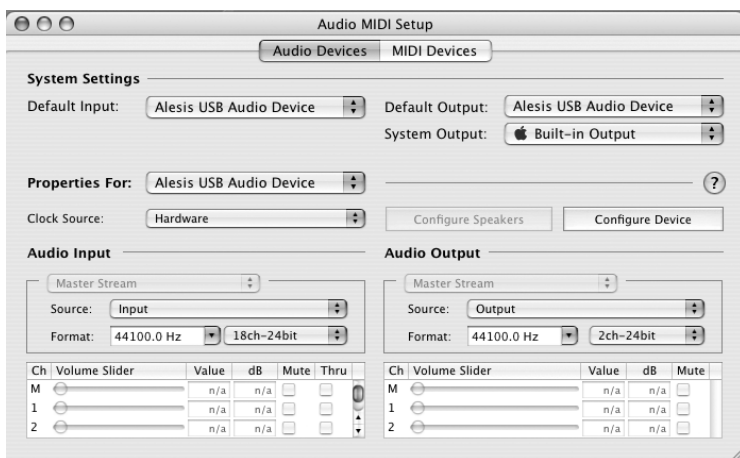 Audio MIDI Setup
Audio Devices MIDI Devices
System Settings
Default Input: Alesis USB Audio Device Default Output: Alesis USB Audio Device
System Output: Built-in Output
Properties For: Alesis USB Audio Device ?
Clock Source: Hardware Configure Speakers Configure Device
Audio Input Audio Output
Master Stream Master Stream
Source: Input Source: Output
Format: 44100.0 Hz 18ch-24bit Format: 44100.0 Hz 2ch-24bit
Ch Volume Slider Value dB Mute Thru Ch Volume Slider Value dB Mute
M n/a n/a M n/a n/a
1 n/a n/a 1 n/a n/a
2 n/a n/a 2 n/a n/a